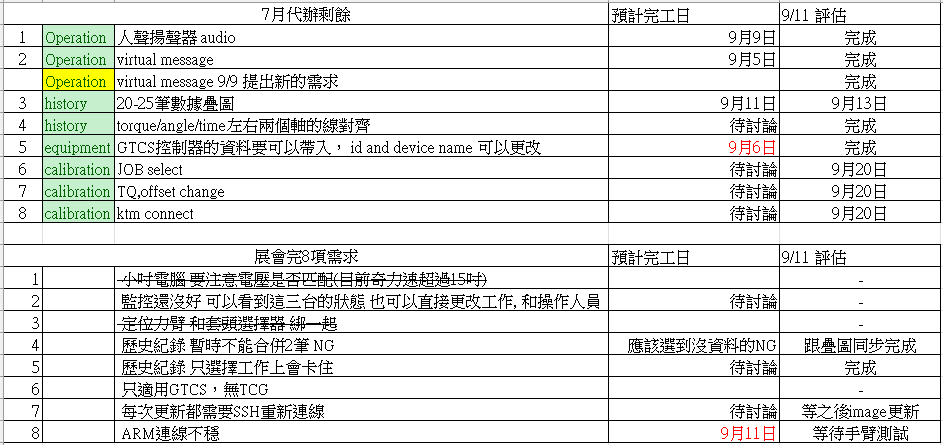 7月代辦剩餘 預計完工日 9/11 評估
1 Operation 人聲揚聲器 audio 9月9日 完成
2 Operation virtual message 9月5日 完成
Operation virtual message 9/9 提出新的需求 完成
3 history 20-25筆數據疊圖 9月11日 9月13日
4 history torque/angle/time左右兩個軸的線對齊 待討論 完成
5 equipment GTCS控制器的資料要可以帶入， id and device name 可以更改 9月6日 完成
6 calibration JOB select 待討論 9月20日
7 calibration TQ,offset change 待討論 9月20日
8 calibration ktm connect 待討論 9月20日
展會完8項需求 預計完工日 9/11 評估
1 小吋電腦 要注意電壓是否匹配(目前奇力速超過15吋) -
2 監控還沒好 可以看到這三台的狀態 也可以直接更改工作, 和操作人員 待討論 -
3 定位力臂 和套頭選擇器 綁一起 -
4 歷史紀錄 暫時不能合併2筆 NG 應該選到沒資料的NG 跟疊圖同步完成
5 歷史紀錄 只選擇工作上會卡住 待討論 完成
6 只適用GTCS，無TCG -
7 每次更新都需要SSH重新連線 待討論 等之後image更新
8 ARM連線不穩 9月11日 等待手臂測試